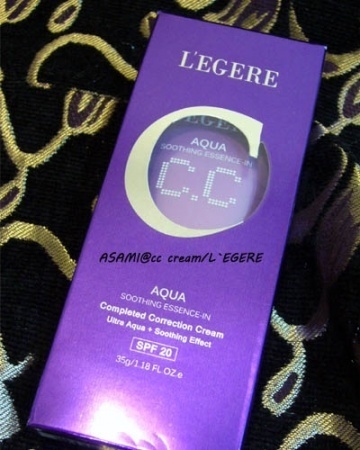 L'EGERE
L'EGERE
AQUA
SOOTHING ESSENCE-IN
C.C
ASAMI@cc cream/L`EGERE
AQUA
SOOTHING ESSENCE-IN
Completed Correction Cream
Ultra Aqua + Soothing Effect
SPF 20
35g/1.18 FL OZ.e